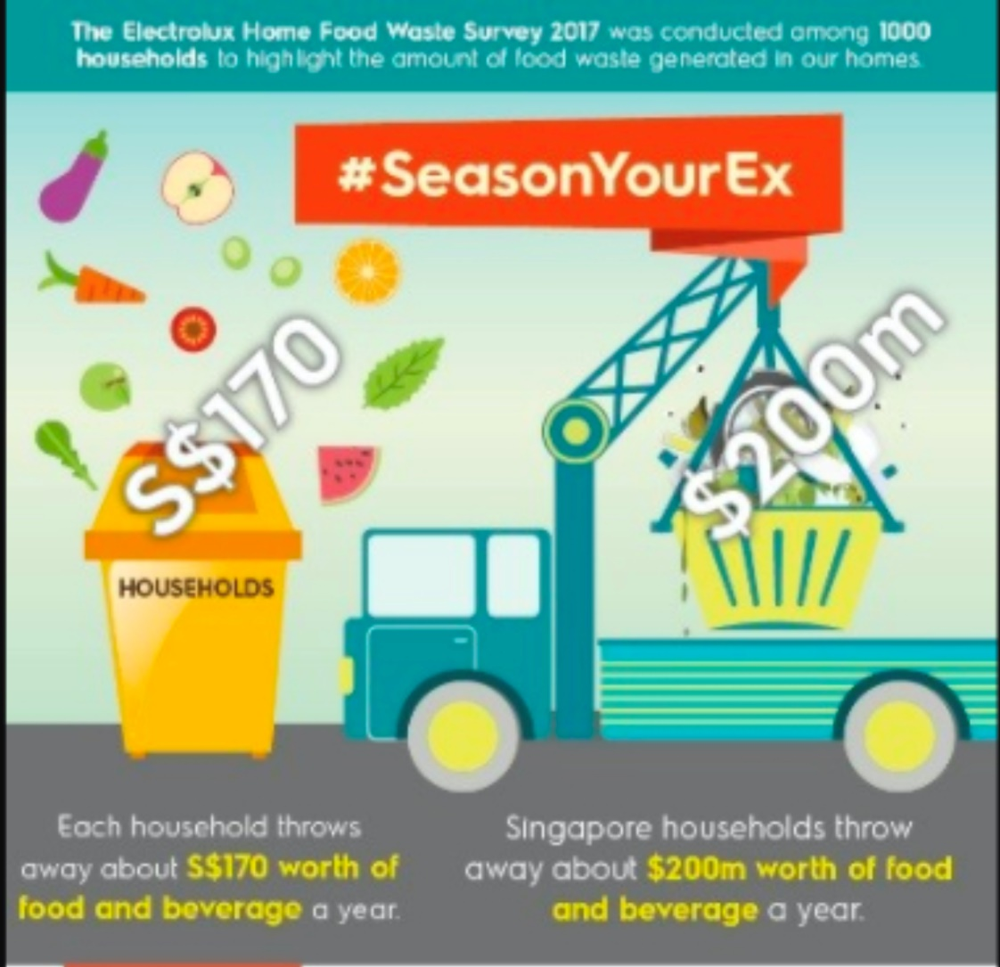 The Electrolux Home Food Waste Survey 2017 was conducted among 1000
households to highlight the amount of food waste generated in our homes.
#SeasonYourEx
S$170
$200m
HOUSEHOLDS
Each household throws
away about S$170 worth of
food and beverage a year.
Singapore households throw
away about $200m worth of food
and beverage a year.